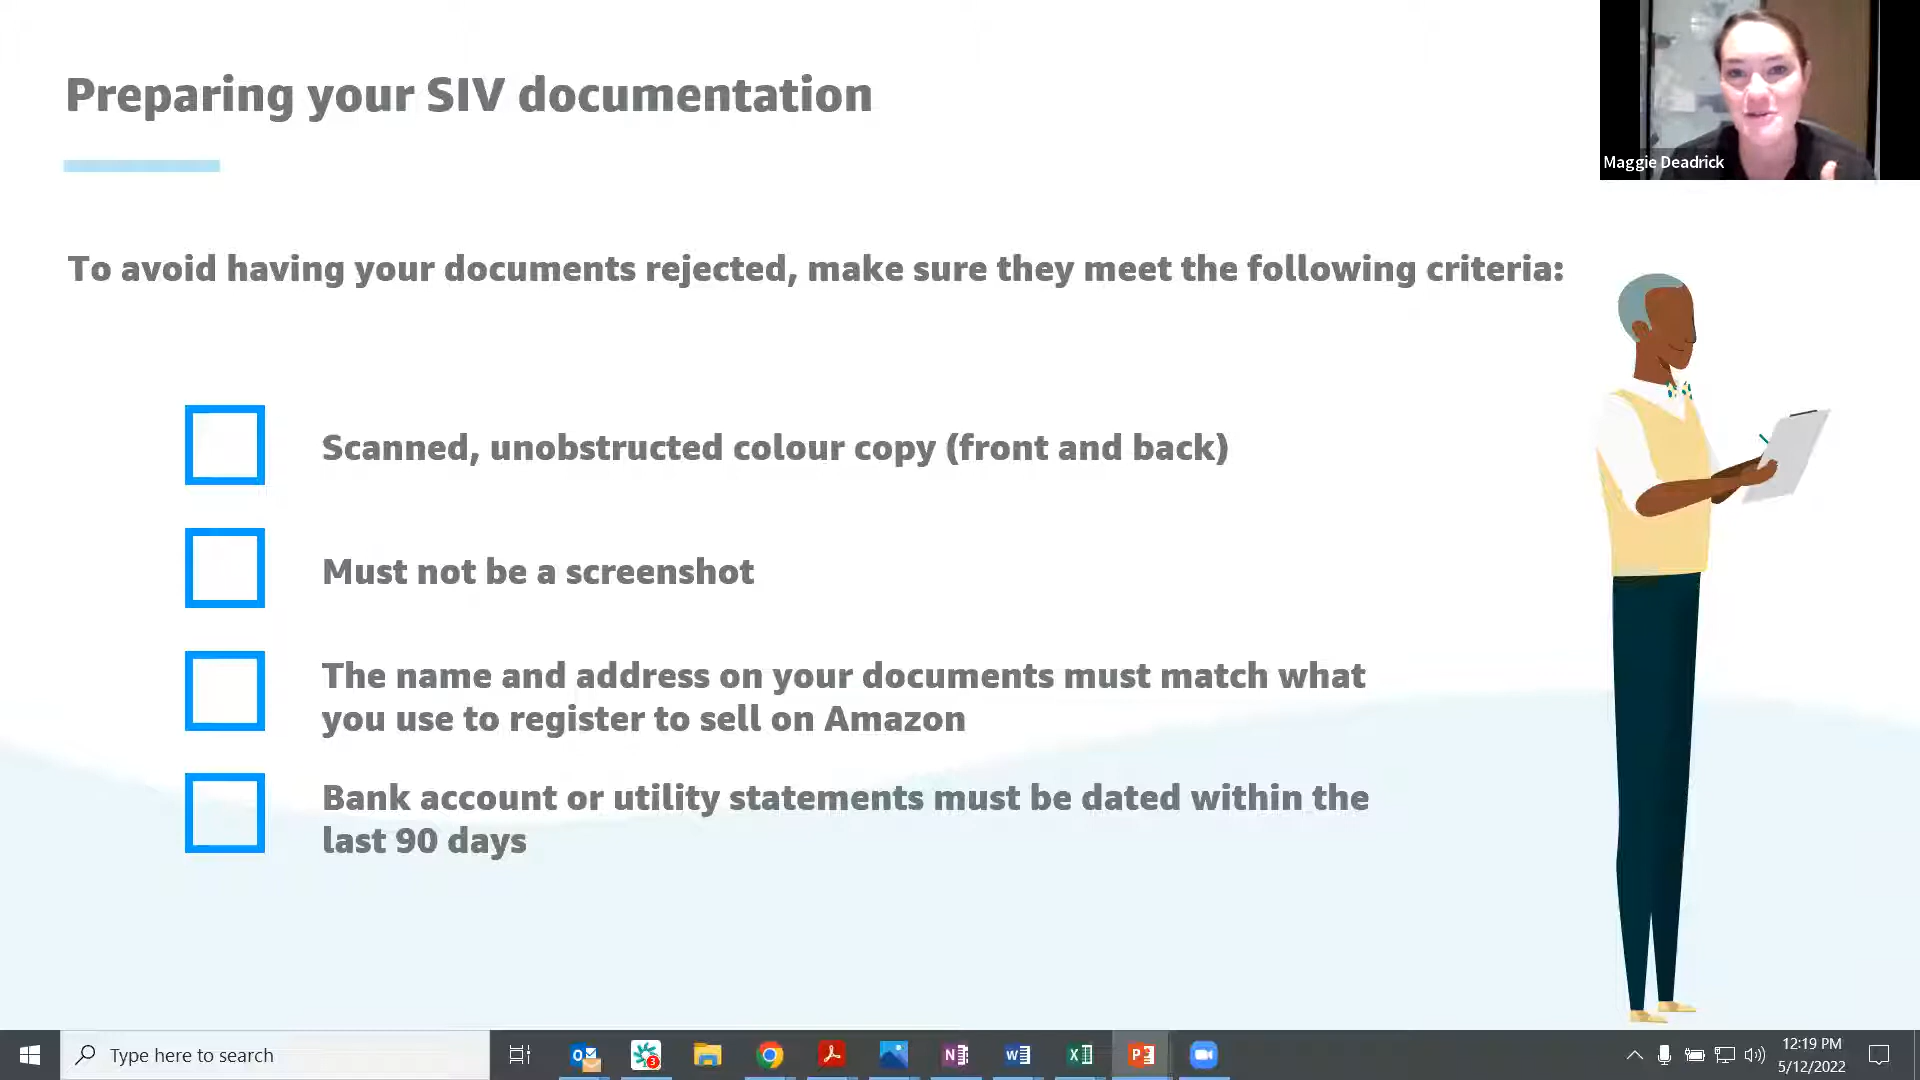 Preparing your SIV documentation
Maggie Deadrick
To avoid having your documents rejected, make sure they meet the following criteria:
Scanned, unobstructed colour copy (front and back)
Must not be a screenshot
The name and address on your documents must match what
you use to register to sell on Amazon
Bank account or utility statements must be dated within the
last 90 days
Type here to search
3
12:19 PM
5/12/2022